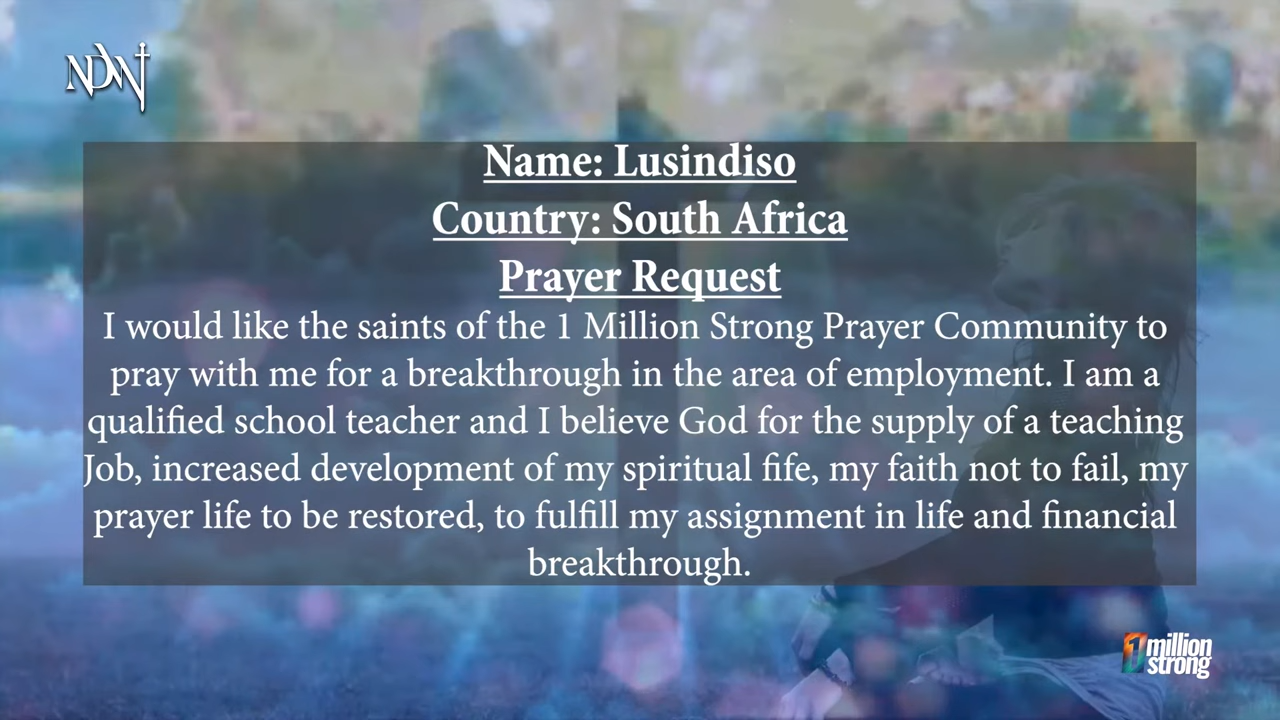 NDW
Name: Lusindiso
Country: South Africa
Prayer Request
I would like the saints of the 1 Million Strong Prayer Community to
pray with me for a breakthrough in the area of employment. I am a
qualified school teacher and I believe God for the supply of a teaching
Job, increased development of my spiritual fife, my faith not to fail, my
prayer life to be restored, to fulfill my assignment in life and financial
breakthrough.
1 million
strong